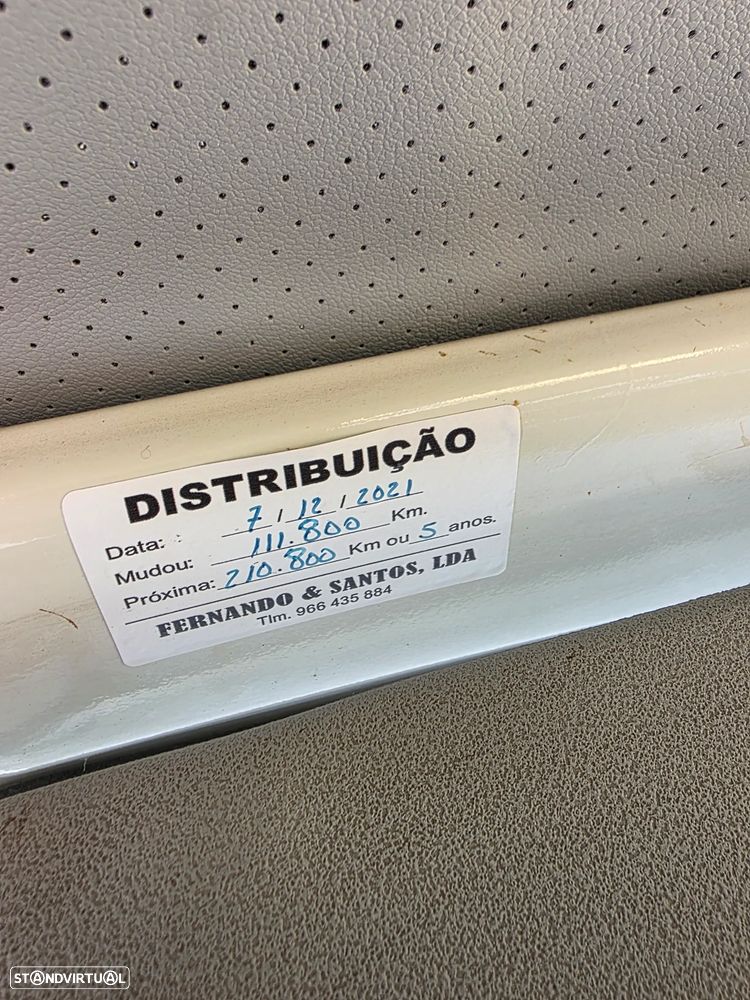 DISTRIBUIÇÃO
Data: 7 / 12 / 2021
Mudou: 111.800 Km.
Próxima: 210.800 Km ou 5 anos.
FERNANDO & SANTOS, LDA
Tlm. 966 435 884
STANDVIRTUAL